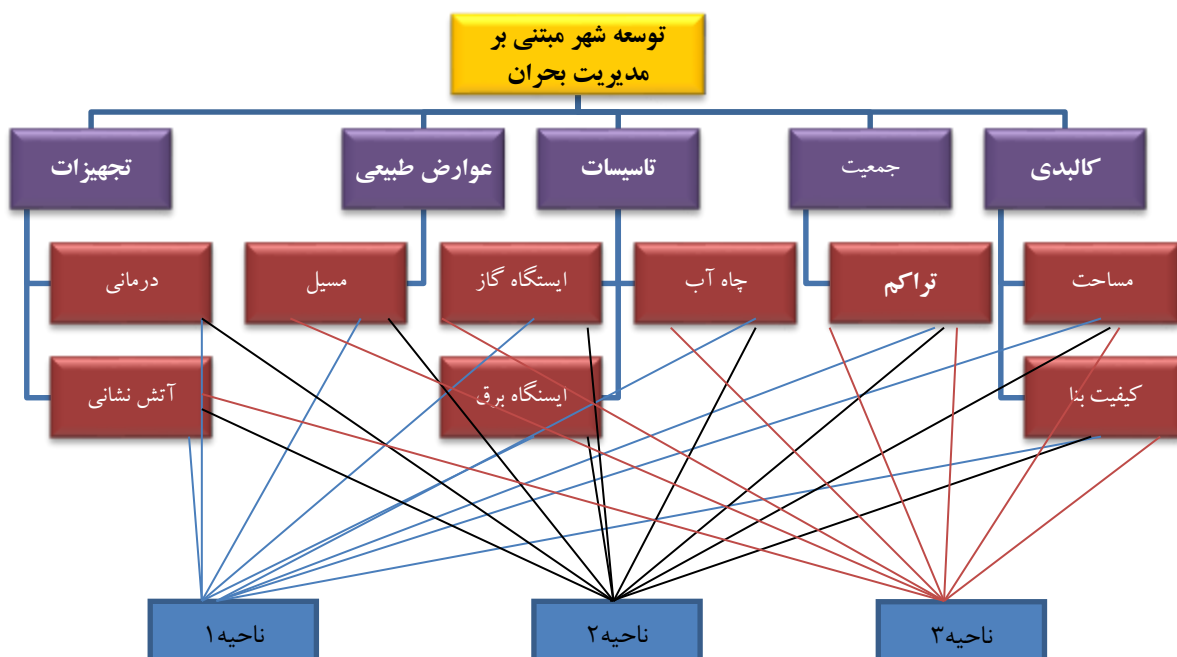 توسعه شهر مبتنی بر
مدیریت بحران
کالبدی
جمعیت
تاسیسات
عوارض طبیعی
تجهیزات
مساحت
تراکم
چاه آب
ایستگاه گاز
مسیل
درمانی
کیفیت بنا
ایسنگاه برق
آتش نشانی
ناحیه۳
ناحیه۲
ناحیه۱